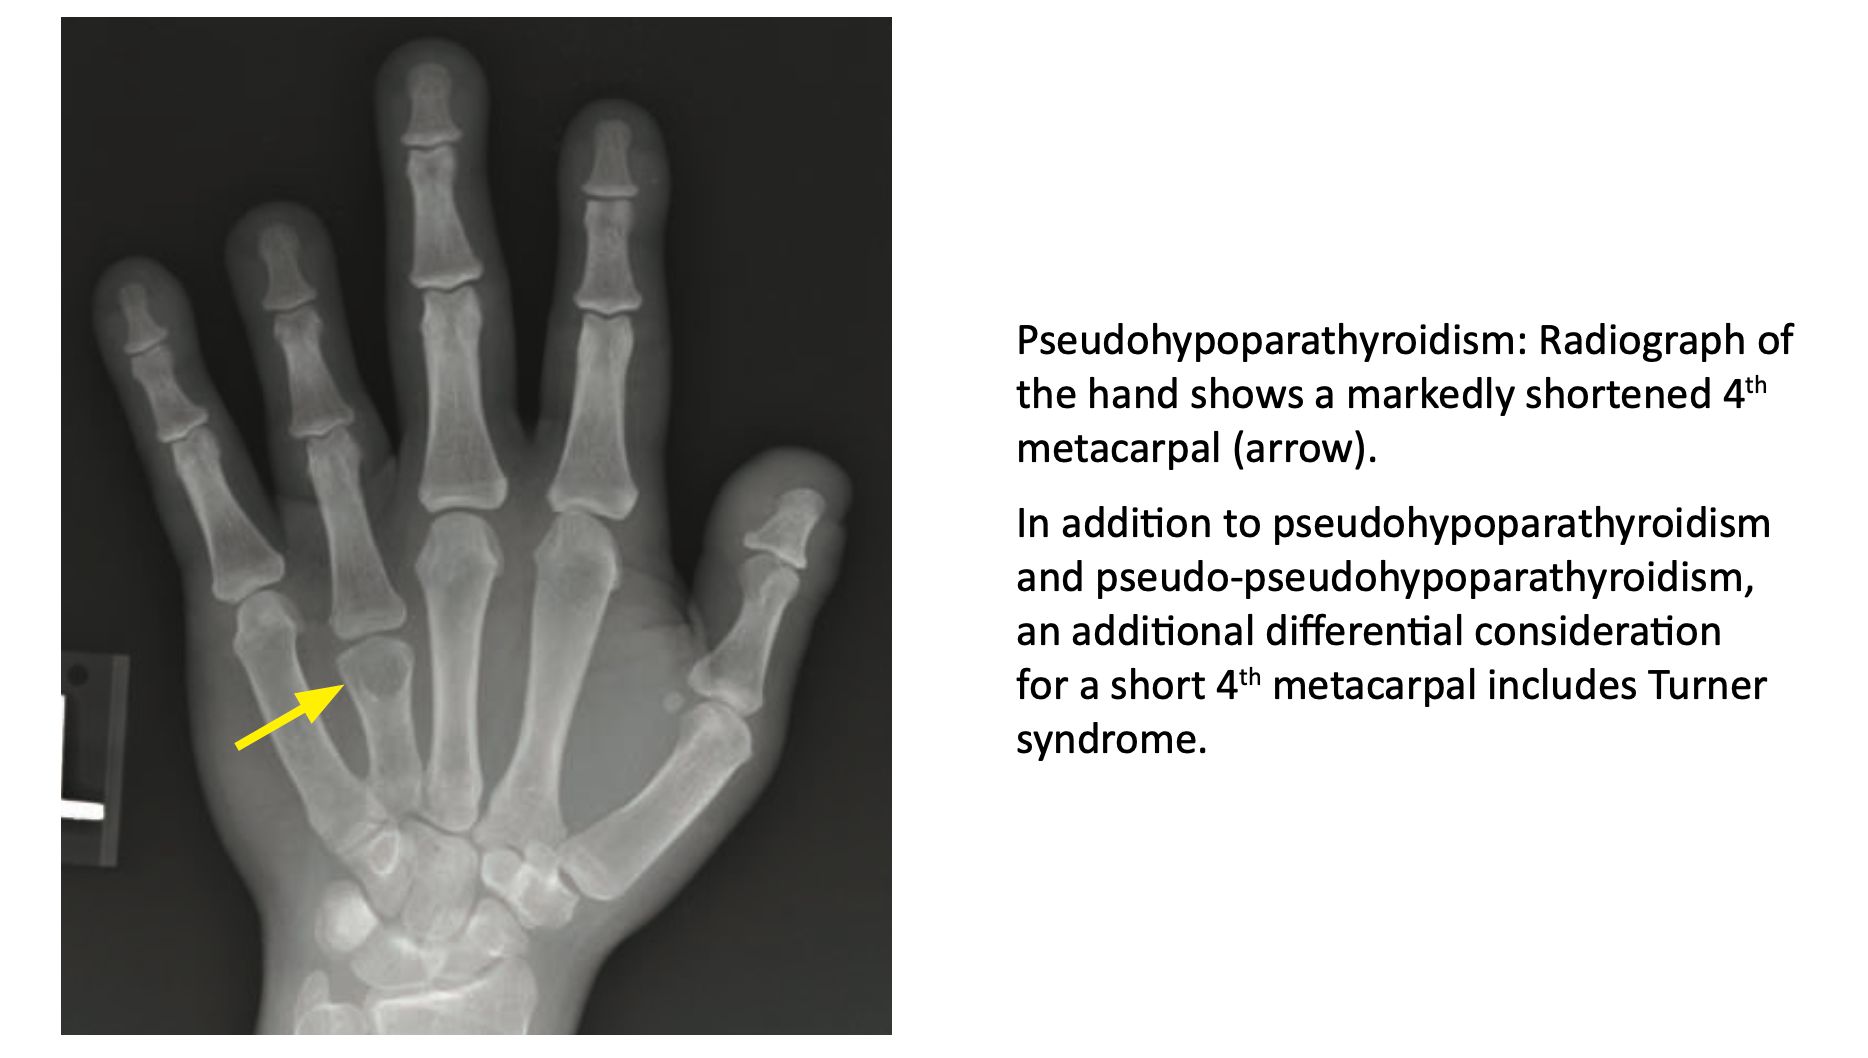 Pseudohypoparathyroidism: Radiograph of
the hand shows a markedly shortened 4th
metacarpal (arrow).
In addition to pseudohypoparathyroidism
and pseudo-pseudohypoparathyroidism,
an additional differential consideration
for a short 4th metacarpal includes Turner
syndrome.